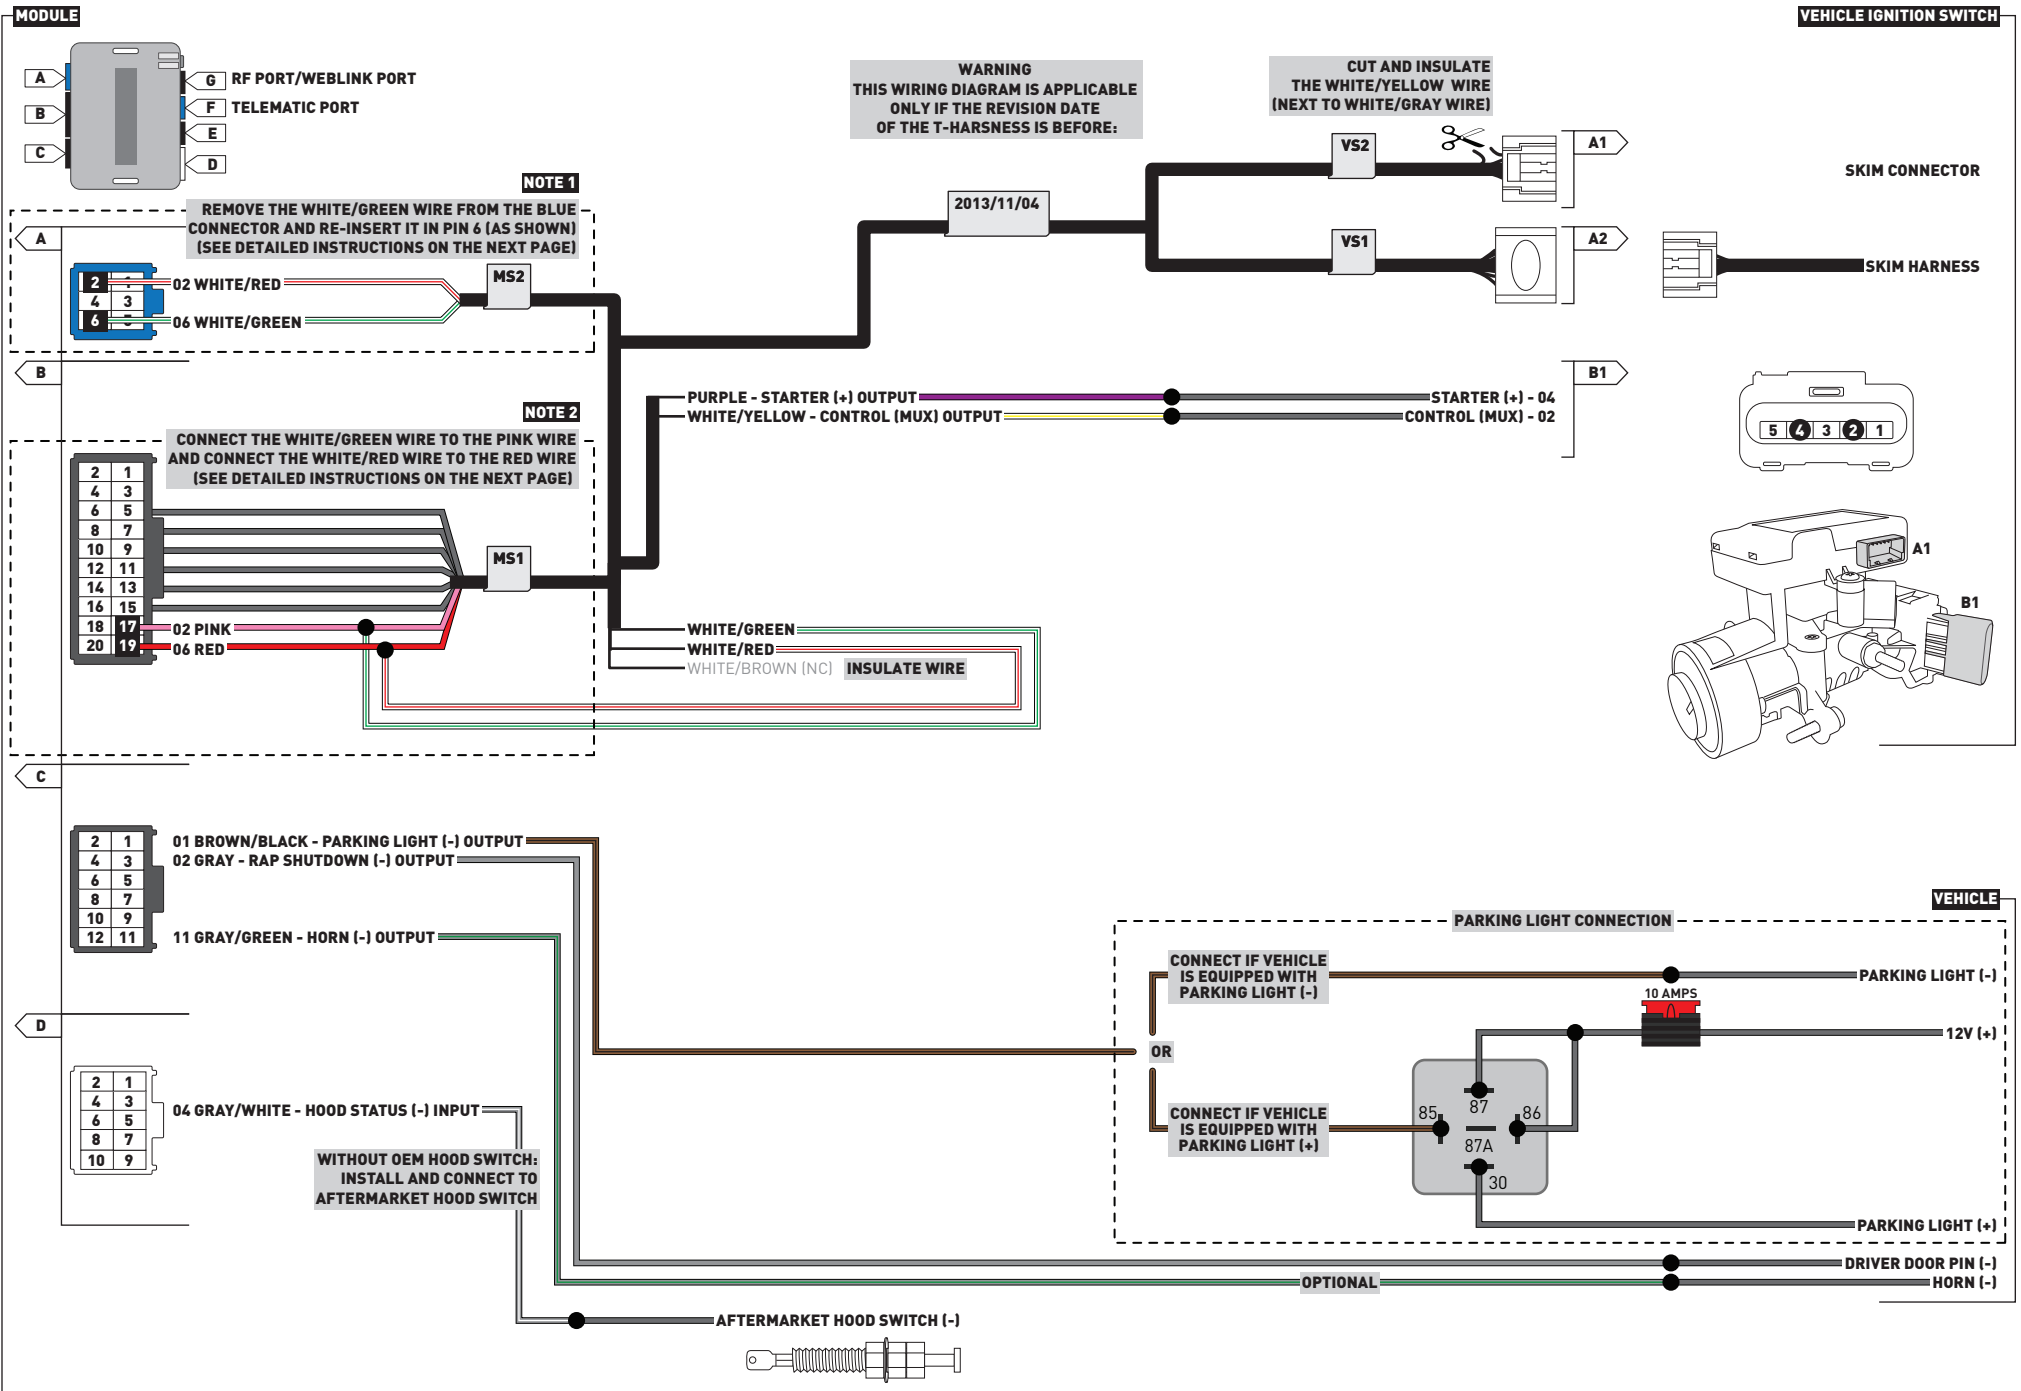 MODULE
VEHICLE IGNITION SWITCH
A
B
C
G RF PORT/WEBLINK PORT
F TELEMATIC PORT
E
D
WARNING
THIS WIRING DIAGRAM IS APPLICABLE
ONLY IF THE REVISION DATE
OF THE T-HARSNESS IS BEFORE:
2013/11/04
CUT AND INSULATE
THE WHITE/YELLOW WIRE
(NEXT TO WHITE/GRAY WIRE)
VS2
A1
SKIM CONNECTOR
VS1
A2
SKIM HARNESS
NOTE 1
REMOVE THE WHITE/GREEN WIRE FROM THE BLUE
CONNECTOR AND RE-INSERT IT IN PIN 6 (AS SHOWN)
(SEE DETAILED INSTRUCTIONS ON THE NEXT PAGE)
A
2 1
4 3
6 5
02 WHITE/RED
06 WHITE/GREEN
MS2
B
NOTE 2
CONNECT THE WHITE/GREEN WIRE TO THE PINK WIRE
AND CONNECT THE WHITE/RED WIRE TO THE RED WIRE
(SEE DETAILED INSTRUCTIONS ON THE NEXT PAGE)
2 1
4 3
6 5
8 7
10 9
12 11
14 13
16 15
18 17
20 19
02 PINK
06 RED
MS1
PURPLE - STARTER (+) OUTPUT
STARTER (+) - 04
WHITE/YELLOW - CONTROL (MUX) OUTPUT
CONTROL (MUX) - 02
B1
5 4 3 2 1
A1
B1
WHITE/GREEN
WHITE/RED
WHITE/BROWN (NC) INSULATE WIRE
C
2 1
4 3
6 5
8 7
10 9
12 11
01 BROWN/BLACK - PARKING LIGHT (-) OUTPUT
02 GRAY - RAP SHUTDOWN (-) OUTPUT
11 GRAY/GREEN - HORN (-) OUTPUT
D
2 1
4 3
6 5
8 7
10 9
04 GRAY/WHITE - HOOD STATUS (-) INPUT
WITHOUT OEM HOOD SWITCH:
INSTALL AND CONNECT TO
AFTERMARKET HOOD SWITCH
VEHICLE
PARKING LIGHT CONNECTION
CONNECT IF VEHICLE
IS EQUIPPED WITH
PARKING LIGHT (-)
PARKING LIGHT (-)
10 AMPS
12V (+)
OR
CONNECT IF VEHICLE
IS EQUIPPED WITH
PARKING LIGHT (+)
85
87
86
87A
30
PARKING LIGHT (+)
DRIVER DOOR PIN (-)
OPTIONAL
HORN (-)
AFTERMARKET HOOD SWITCH (-)